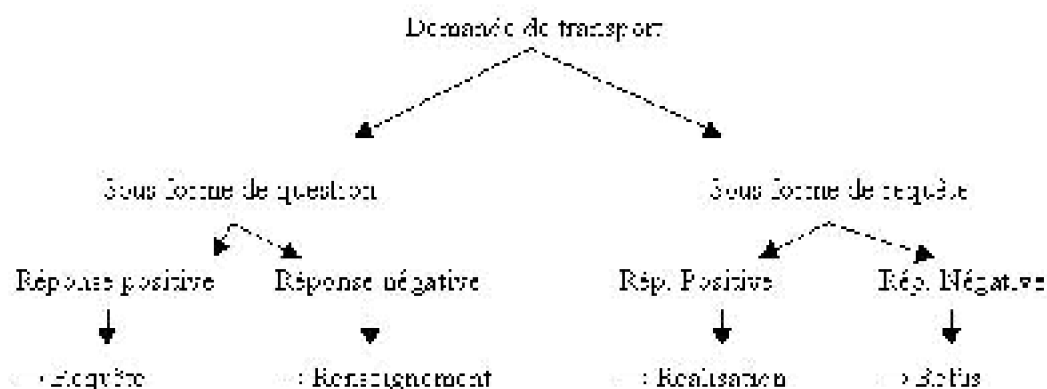 Demande de transport
Sous forme de question Sous forme de requête
Réponse positive Réponse négative Rép. Positive Rép. Négative
→ Requête → Renseignement → Réalisation → Refus